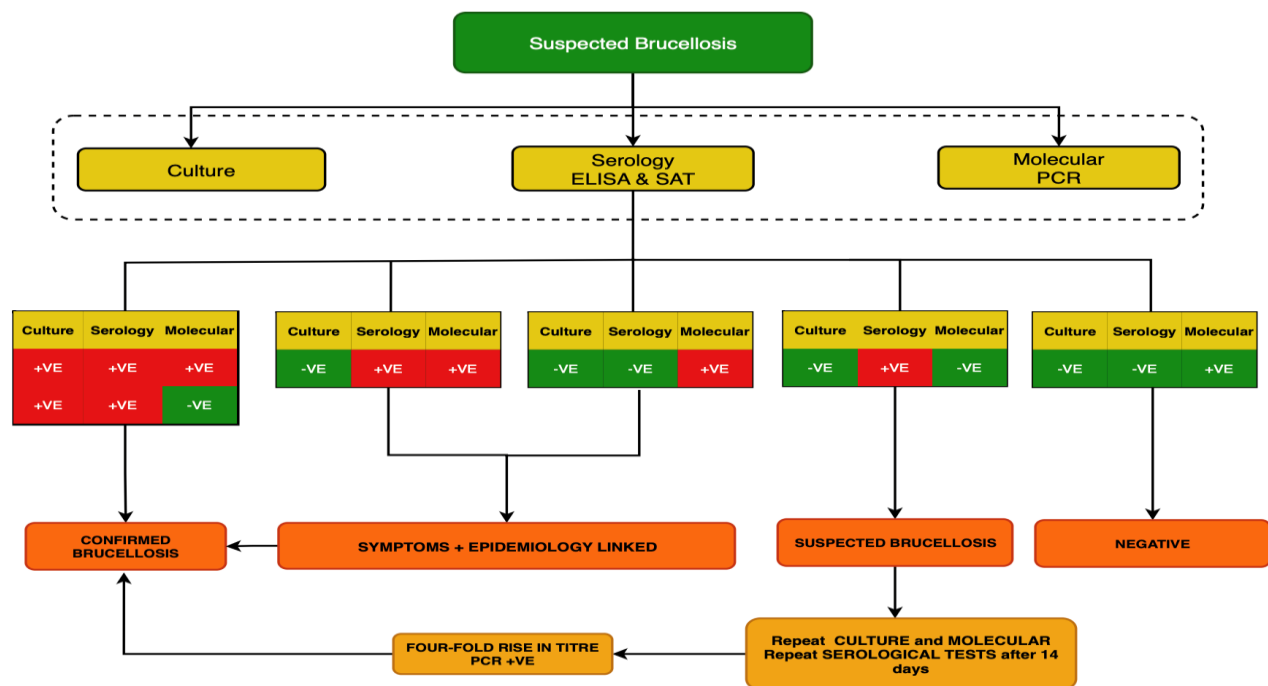 Suspected Brucellosis
Culture
Serology
ELISA & SAT
Molecular
PCR
Culture Serology Molecular
+VE +VE +VE
+VE +VE -VE
Culture Serology Molecular
-VE +VE +VE
Culture Serology Molecular
-VE -VE +VE
Culture Serology Molecular
-VE +VE -VE
Culture Serology Molecular
-VE -VE +VE
CONFIRMED
BRUCELLOSIS
SYMPTOMS + EPIDEMIOLOGY LINKED
SUSPECTED BRUCELLOSIS
NEGATIVE
FOUR-FOLD RISE IN TITRE
PCR +VE
Repeat CULTURE and MOLECULAR
Repeat SEROLOGICAL TESTS after 14
days